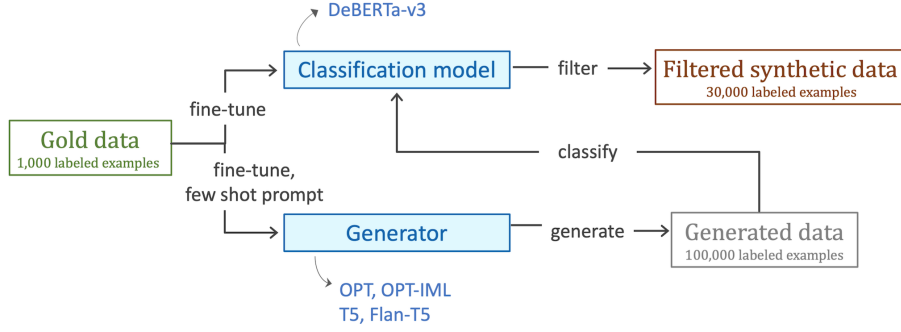 DeBERTa-v3
Classification model
filter
Filtered synthetic data
30,000 labeled examples
fine-tune
Gold data
1,000 labeled examples
classify
fine-tune,
few shot prompt
Generator
generate
Generated data
100,000 labeled examples
OPT, OPT-IML
T5, Flan-T5